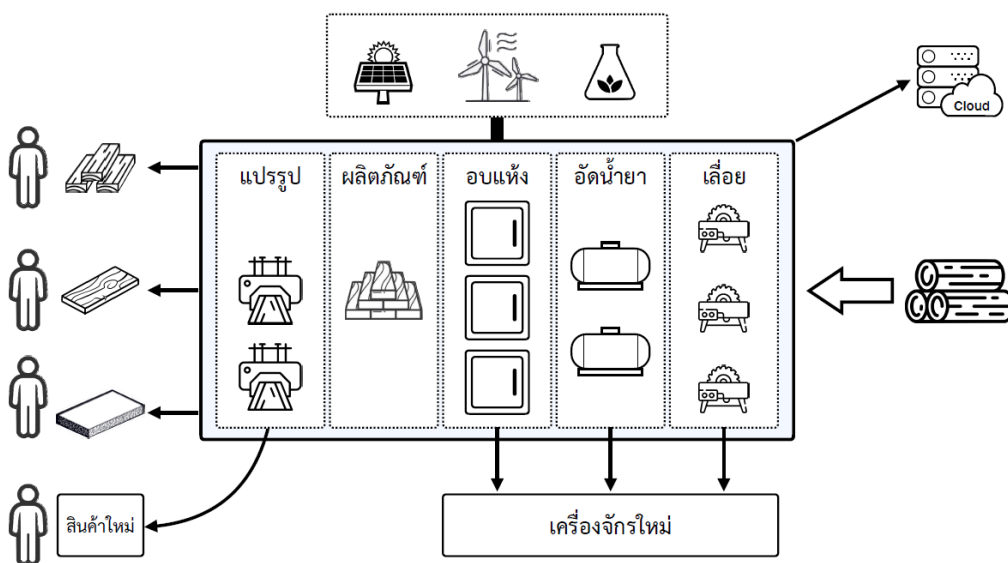 Cloud
แปรรูป
ผลิตภัณฑ์
อบแห้ง
อัดน้ำยา
เลื่อย
สินค้าใหม่
เครื่องจักรใหม่